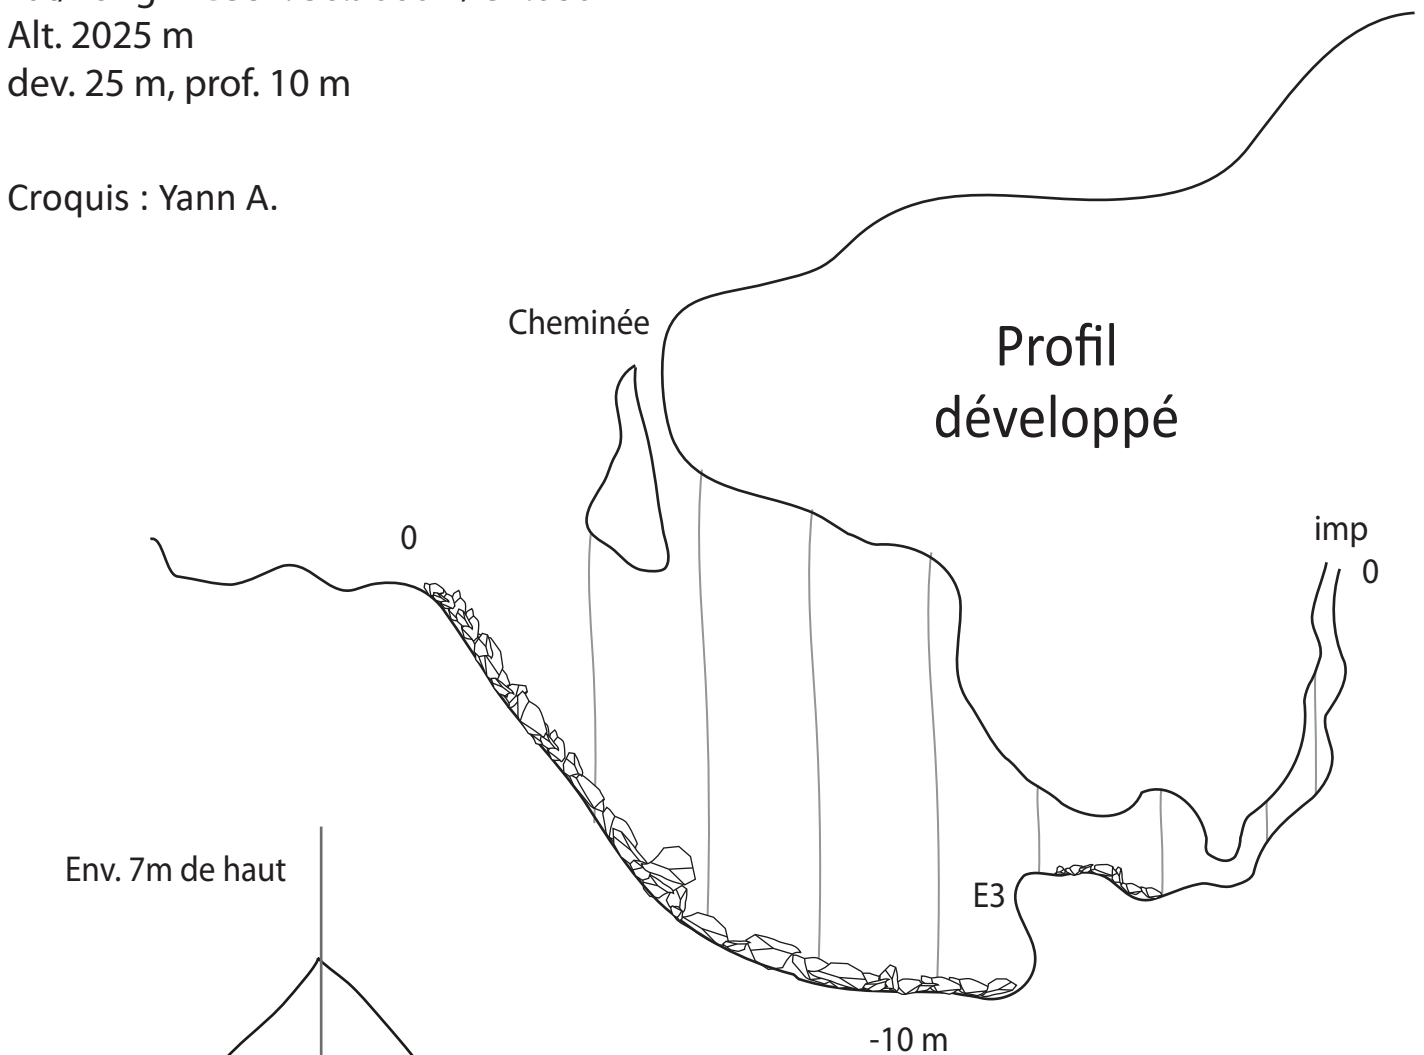 Alt. 2025 m
dev. 25 m, prof. 10 m
Croquis : Yann A.
Cheminée
Profil
développé
0
imp
0
Env. 7m de haut
E3
-10 m